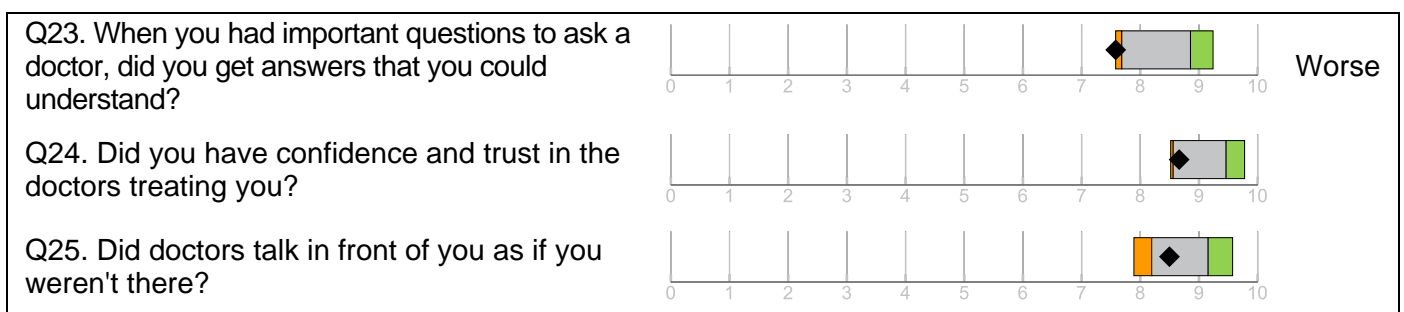 Q23. When you had important questions to ask a
doctor, did you get answers that you could
understand?
0 1 2 3 4 5 6 7 8 9 10
Worse
Q24. Did you have confidence and trust in the
doctors treating you?
0 1 2 3 4 5 6 7 8 9 10
Q25. Did doctors talk in front of you as if you
weren't there?
0 1 2 3 4 5 6 7 8 9 10